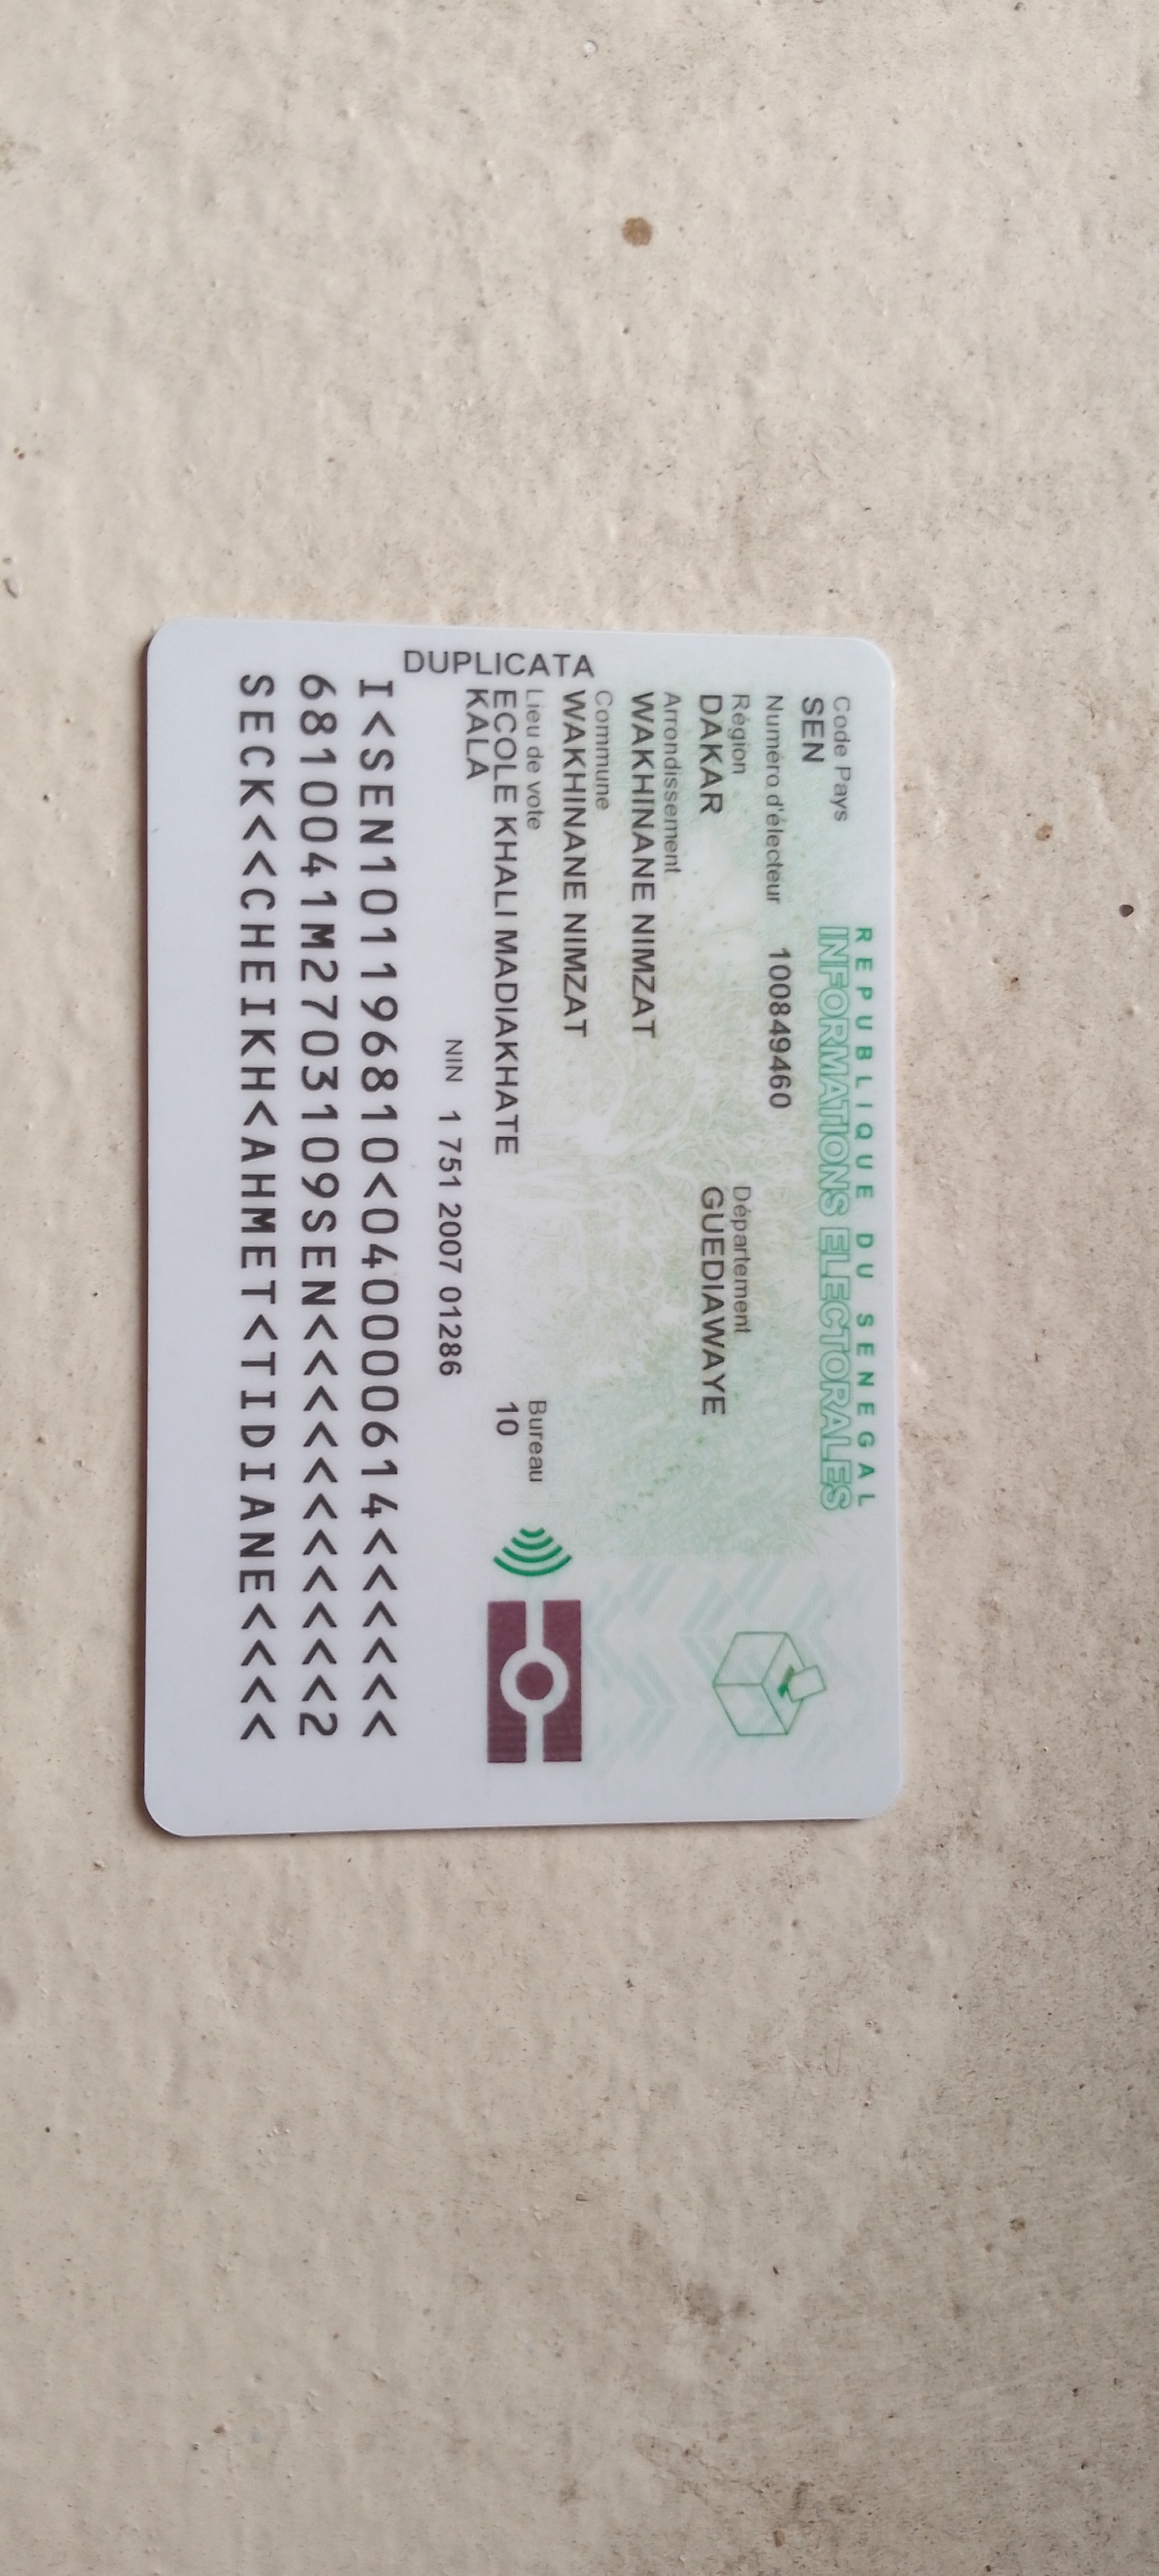 REPUBLIQUE DU SENEGAL
INFORMATIONS ELECTORALES
Code Pays
SEN
Numéro d'électeur 100849460
Région
DAKAR
Département
GUEDIAWAYE
Arrondissement
WAKHINANE NIMZAT
Commune
WAKHINANE NIMZAT
Lieu de vote
ECOLE KHALI MADIAKHATE
KALA
Bureau
10
DUPLICATA
NIN 1 751 2007 01286
I<SEN101196810<040000614<<<<<<
6810041M2703109SEN<<<<<<<<<<<2
SECK<<CHEIKH<AHMET<TIDIANE<<<<